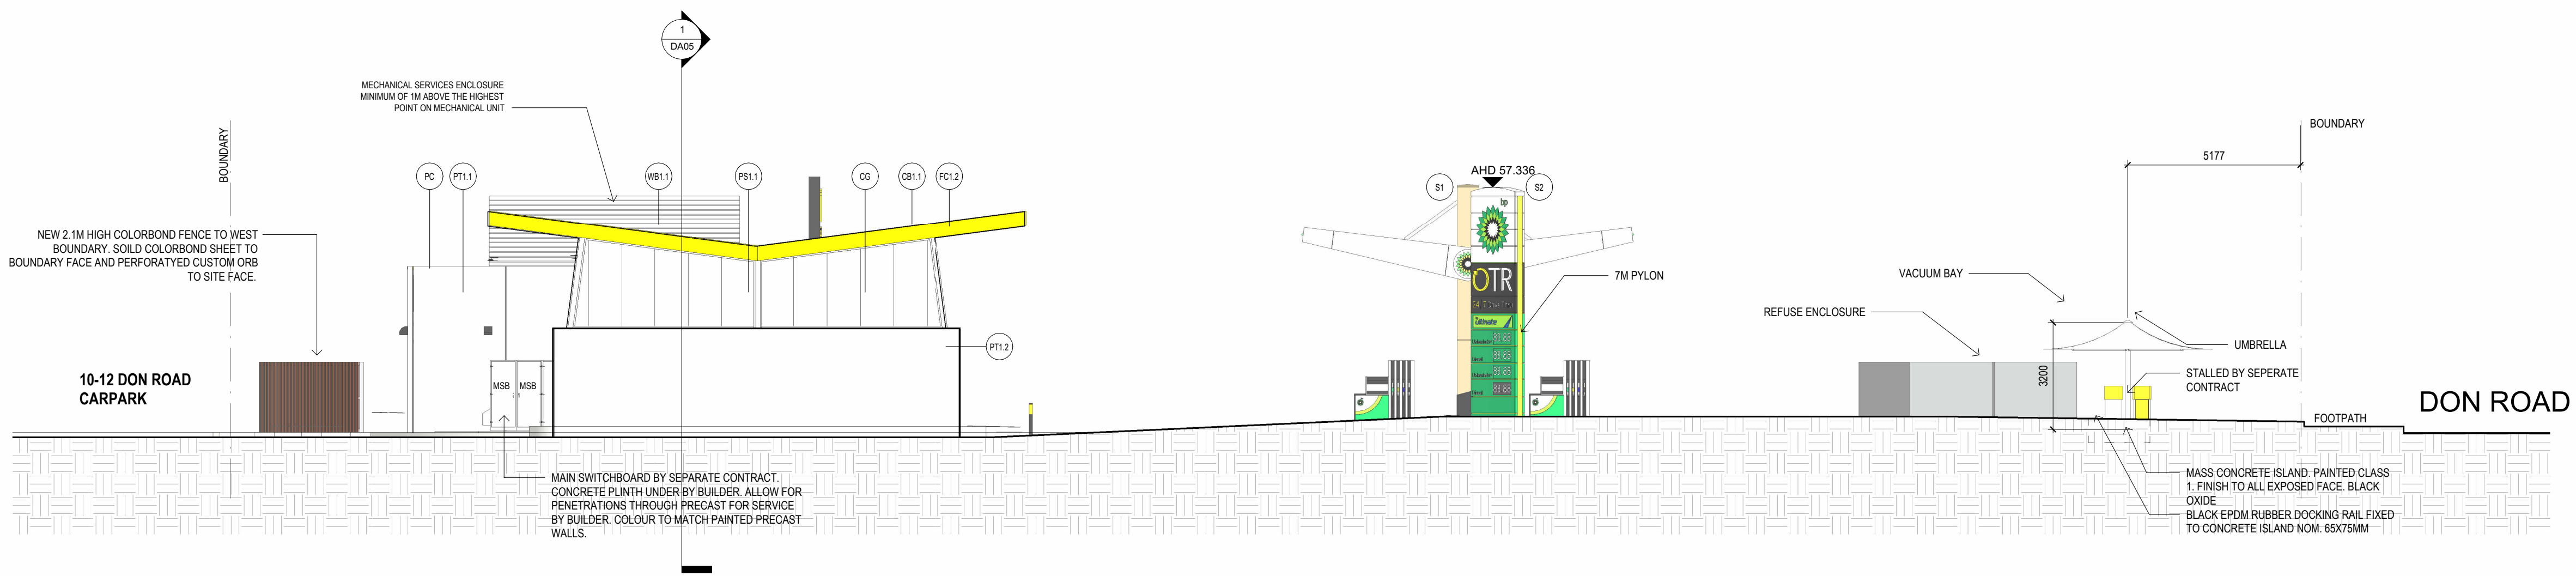 1
DA05
MECHANICAL SERVICES ENCLOSURE
MINIMUM OF 1M ABOVE THE HIGHEST
POINT ON MECHANICAL UNIT
BOUNDARY
PC
PT1.1
WB1.1
PS1.1
CG
CB1.1
FC1.2
NEW 2.1M HIGH COLORBOND FENCE TO WEST
BOUNDARY. SOILD COLORBOND SHEET TO
BOUNDARY FACE AND PERFORATYED CUSTOM ORB
TO SITE FACE.
10-12 DON ROAD
CARPARK
MSB
MSB
PT1.2
MAIN SWITCHBOARD BY SEPARATE CONTRACT.
CONCRETE PLINTH UNDER BY BUILDER. ALLOW FOR
PENETRATIONS THROUGH PRECAST FOR SERVICE
BY BUILDER. COLOUR TO MATCH PAINTED PRECAST
WALLS.
AHD 57.336
S1
S2
bp
OTR
7M PYLON
BOUNDARY
5177
VACUUM BAY
REFUSE ENCLOSURE
UMBRELLA
3200
STALLED BY SEPERATE
CONTRACT
FOOTPATH
DON ROAD
MASS CONCRETE ISLAND. PAINTED CLASS
1. FINISH TO ALL EXPOSED FACE. BLACK
OXIDE
BLACK EPDM RUBBER DOCKING RAIL FIXED
TO CONCRETE ISLAND NOM. 65X75MM